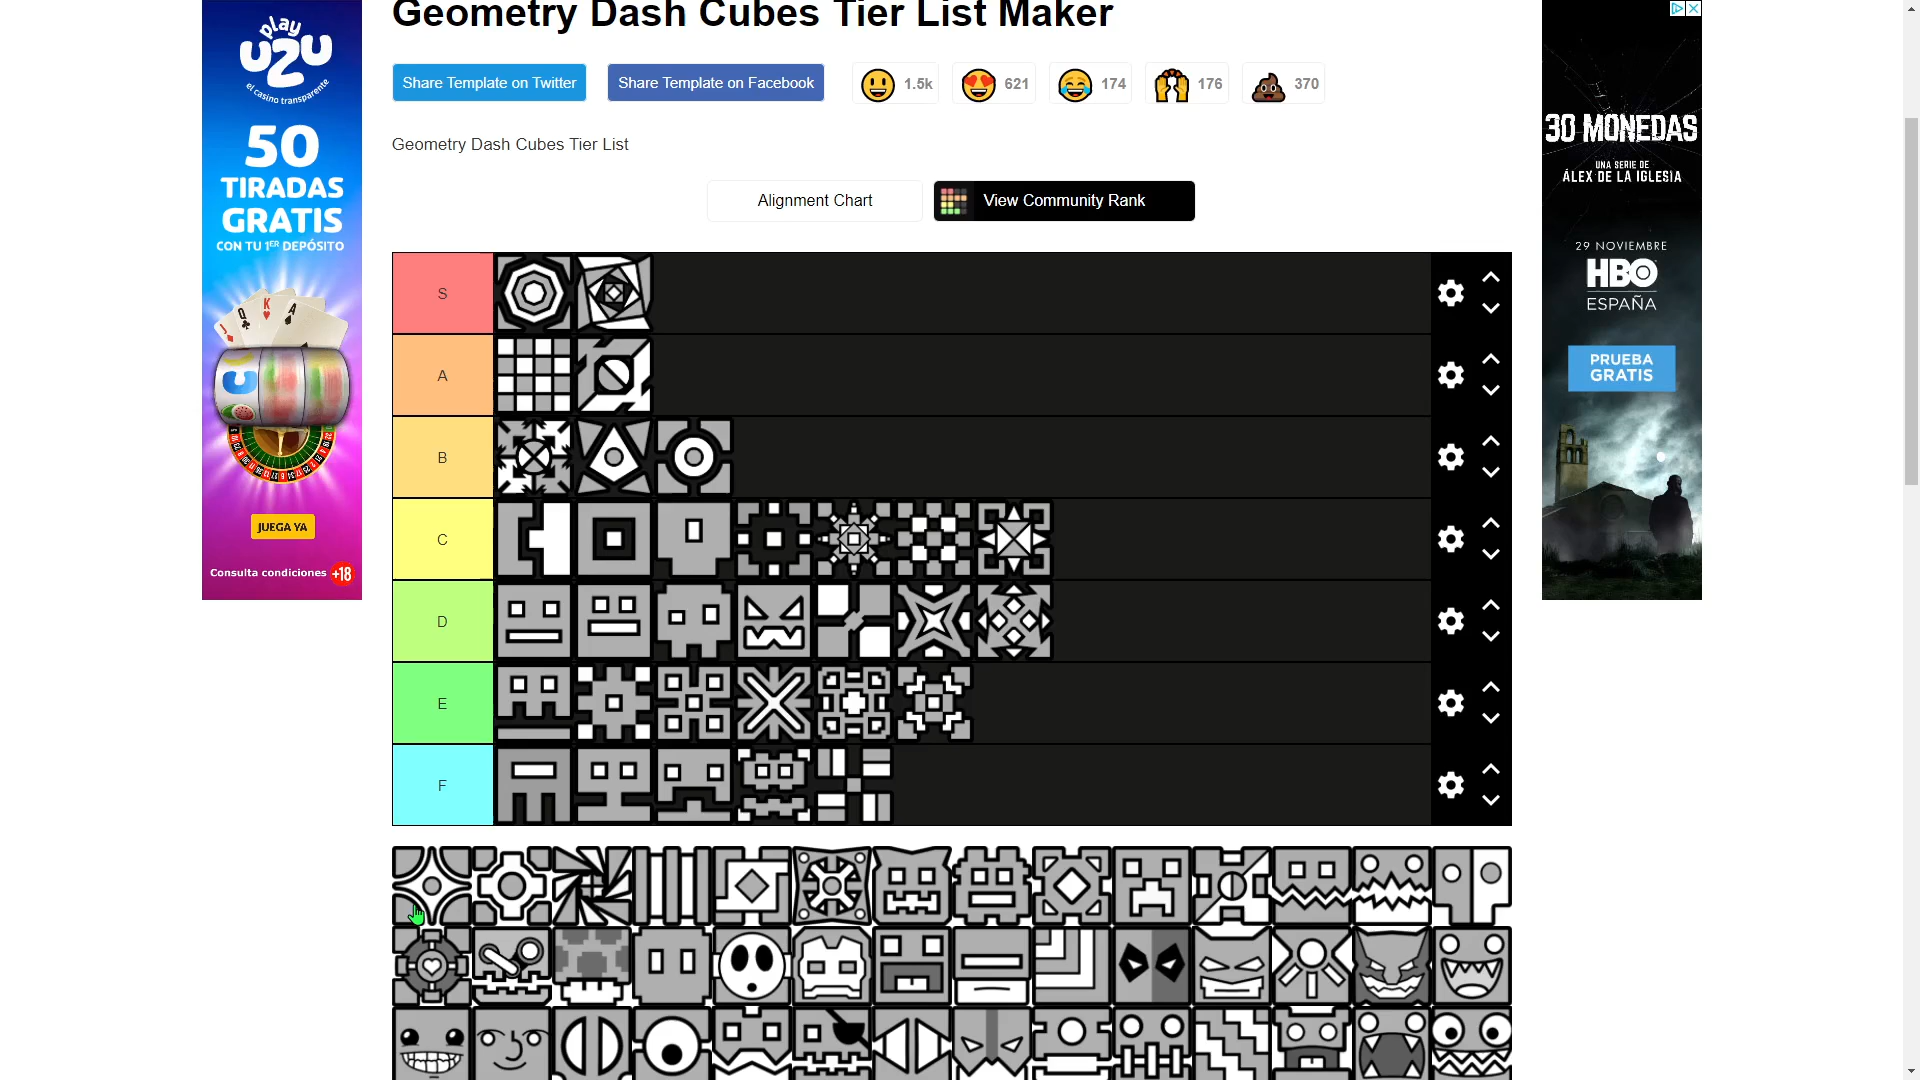 Geometry Dash Cubes Tier List Maker
Share Template on Twitter
Share Template on Facebook
1.5k
621
174
176
370
Geometry Dash Cubes Tier List
Alignment Chart
View Community Rank
S
A
B
C
D
E
F
play
UZU
el casino transparente
50
TIRADAS
GRATIS
CON TU 1ER DEPÓSITO
J
Q
K
A
JUEGA YA
Consulta condiciones +18
30 MONEDAS
UNA SERIE DE
ÁLEX DE LA IGLESIA
29 NOVIEMBRE
HBO
ESPAÑA
PRUEBA
GRATIS